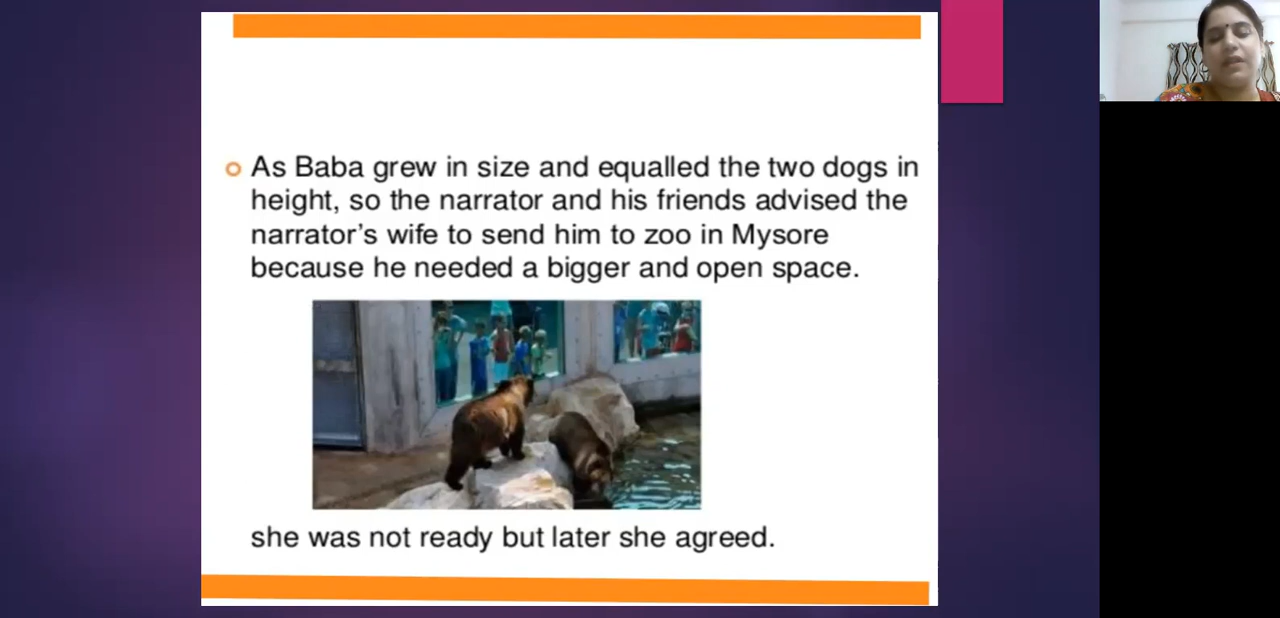 As Baba grew in size and equalled the two dogs in
height, so the narrator and his friends advised the
narrator's wife to send him to zoo in Mysore
because he needed a bigger and open space.
she was not ready but later she agreed.